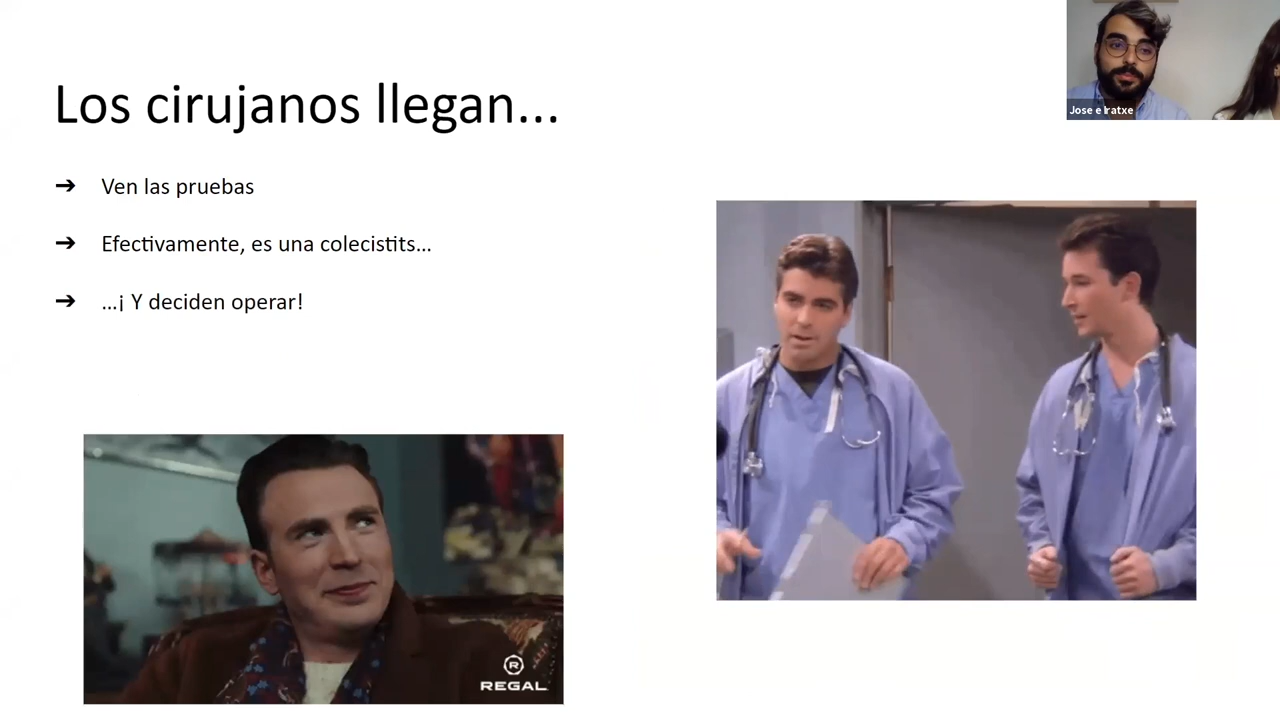 Los cirujanos llegan...
➔ Ven las pruebas
➔ Efectivamente, es una colecistits...
➔ ...¡ Y deciden operar!
Jose e Iratxe
R
REGAL